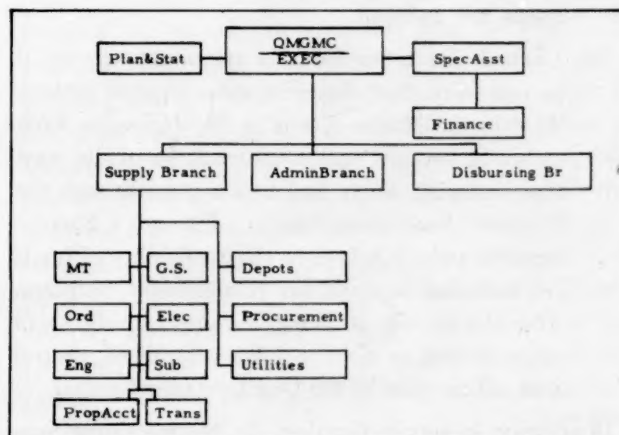 QMGMC
Plan&Stat EXEC SpecAsst
Finance
Supply Branch AdminBranch Disbursing Br
MT G.S. Depots
Ord Elec Procurement
Eng Sub Utilities
PropAcct Trans